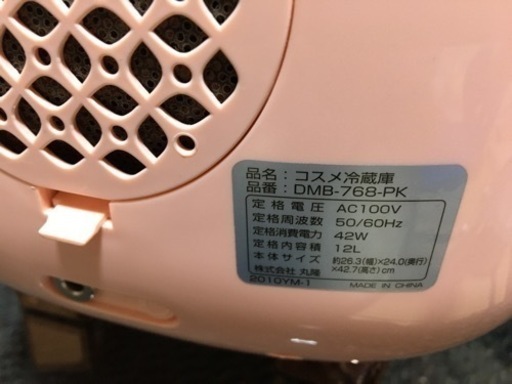 品名：コスメ冷蔵庫
品番：DMB-768-PK
定格電圧 AC100V
定格周波数 50/60Hz
定格消費電力 42W
定格内容積 12L
本体サイズ 約26.3(幅)×24.0(奥行)×42.7(高さ)cm
株式会社 丸隆
2010YM-1 MADE IN CHINA